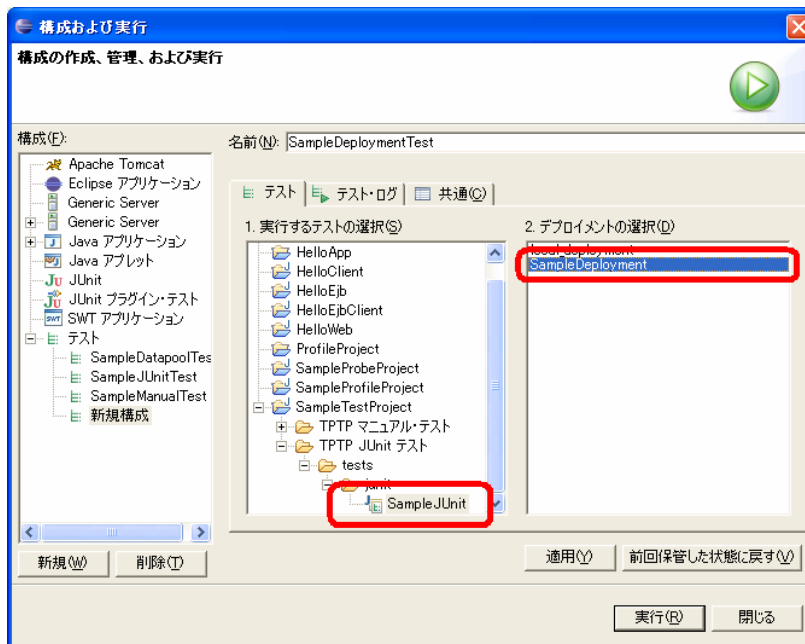 構成および実行
構成の作成、管理、および実行
構成(F):
Apache Tomcat
Eclipse アプリケーション
Generic Server
Generic Server
Java アプリケーション
Java アプレット
JUnit
JUnit プラグイン・テスト
SWT アプリケーション
テスト
SampleDatapoolTes
SampleJUnitTest
SampleManualTest
新規構成
新規(W)
削除(T)
名前(N):
SampleDeploymentTest
テスト
テスト・ログ
共通(C)
1. 実行するテストの選択(S)
HelloApp
HelloClient
HelloEjb
HelloEjbClient
HelloWeb
ProfileProject
SampleProbeProject
SampleProfileProject
SampleTestProject
TPTP マニュアル・テスト
TPTP JUnit テスト
tests
junit
SampleJUnit
2. デプロイメントの選択(D)
local_deployment
SampleDeployment
適用(Y)
前回保管した状態に戻す(V)
実行(R)
閉じる